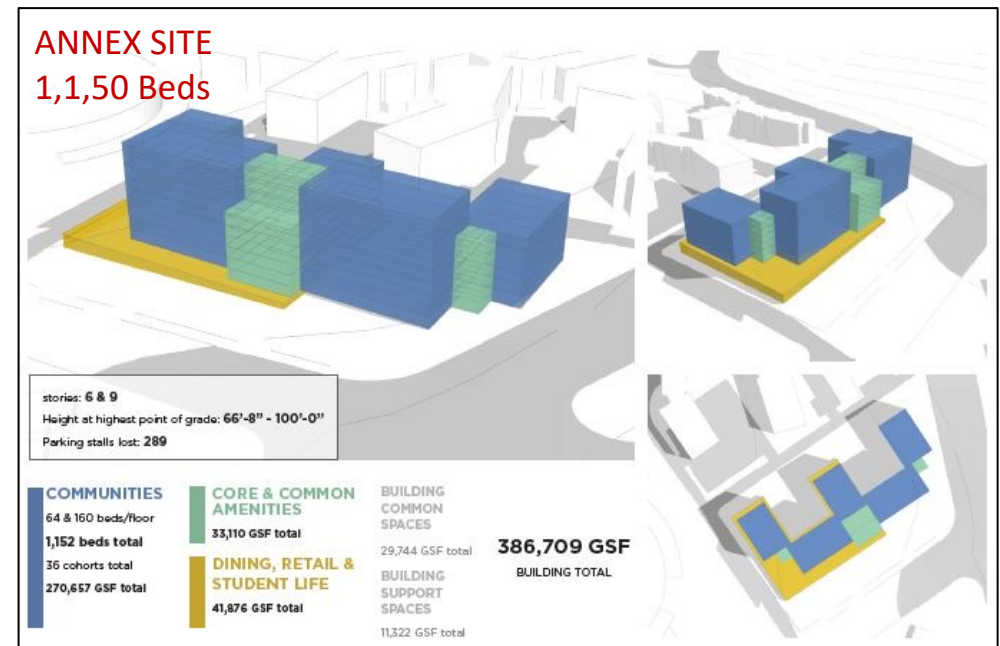 ANNEX SITE
1,1,50 Beds
stories: 6 & 9
Height at highest point of grade: 66'-8" - 100'-0"
Parking stalls lost: 289
COMMUNITIES
64 & 160 beds/floor
1,152 beds total
36 cohorts total
270,657 GSF total
CORE & COMMON
AMENITIES
33,110 GSF total
DINING, RETAIL &
STUDENT LIFE
41,876 GSF total
BUILDING
COMMON
SPACES
29,744 GSF total
BUILDING
SUPPORT
SPACES
11,322 GSF total
386,709 GSF
BUILDING TOTAL